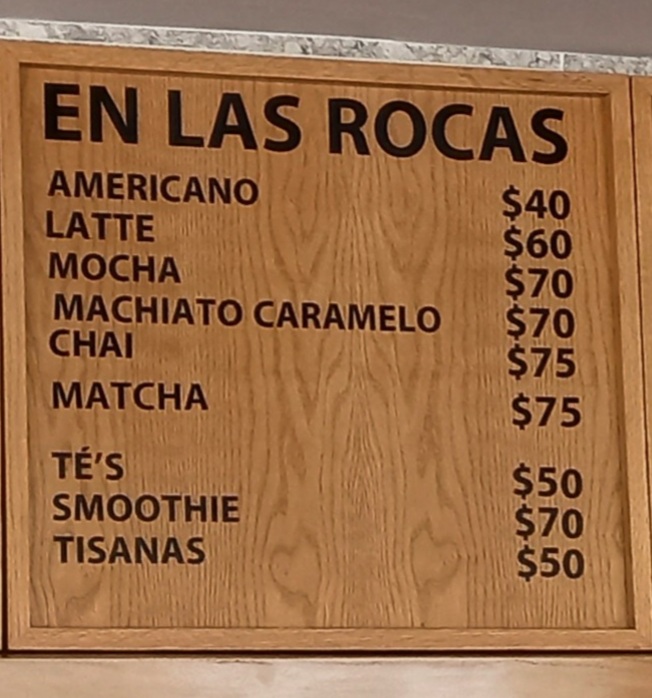 EN LAS ROCAS
AMERICANO $40
LATTE $60
MOCHA $70
MACHIATO CARAMELO $70
CHAI $75
MATCHA $75
TÉ'S $50
SMOOTHIE $70
TISANAS $50